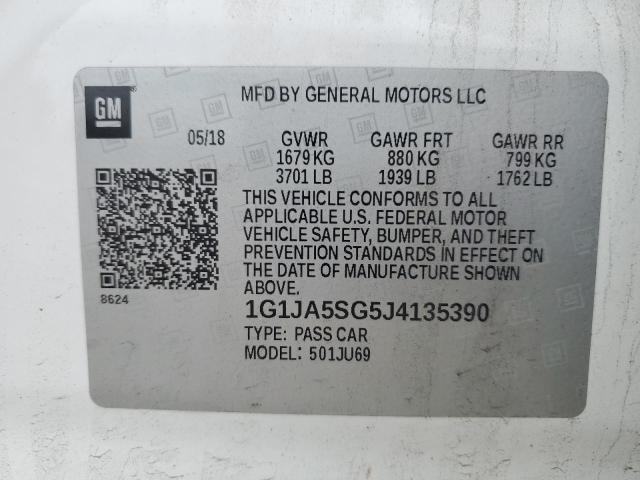 GM
MFD BY GENERAL MOTORS LLC
05/18 GVWR GAWR FRT GAWR RR
1679 KG 880 KG 799 KG
3701 LB 1939 LB 1762 LB
THIS VEHICLE CONFORMS TO ALL
APPLICABLE U.S. FEDERAL MOTOR
VEHICLE SAFETY, BUMPER, AND THEFT
PREVENTION STANDARDS IN EFFECT ON
THE DATE OF MANUFACTURE SHOWN
ABOVE.
8624
1G1JA5SG5J4135390
TYPE: PASS CAR
MODEL: 501JU69